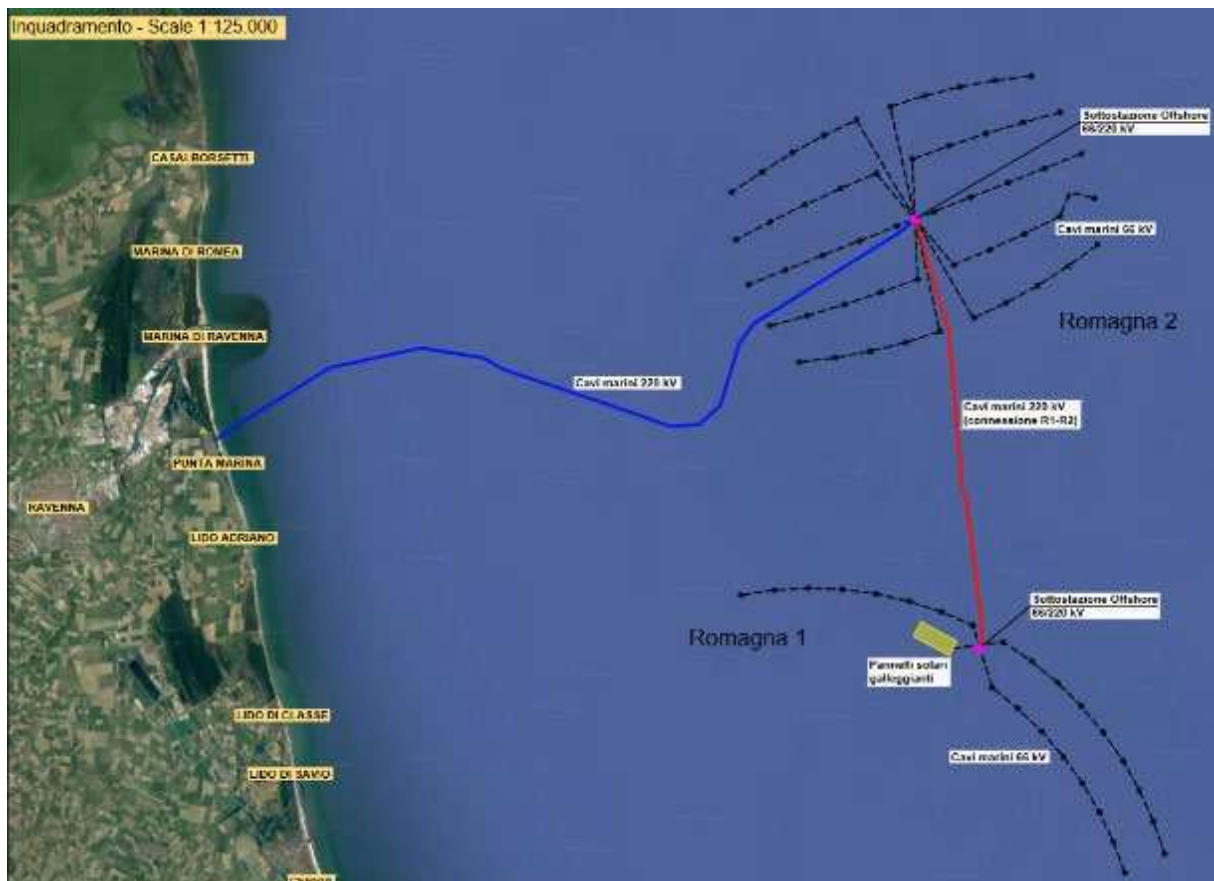 Inquadramento - Scale 1:125.000
Sottostazione Offshore
66/220 kV
CASALBORSETTI
MARINA DI ROMEA
Cavi marini 66 kV
MARINA DI RAVENNA
Romagna 2
Cavi marini 220 kV
Cavi marini 220 kV
(connessione R1-R2)
PUNTA MARINA
RAVENNA
LIDO ADRIANO
Sottostazione Offshore
66/220 kV
Romagna 1
Pannelli solari
galleggianti
LIDO DI CLASSE
Cavi marini 66 kV
LIDO DI SAVIO